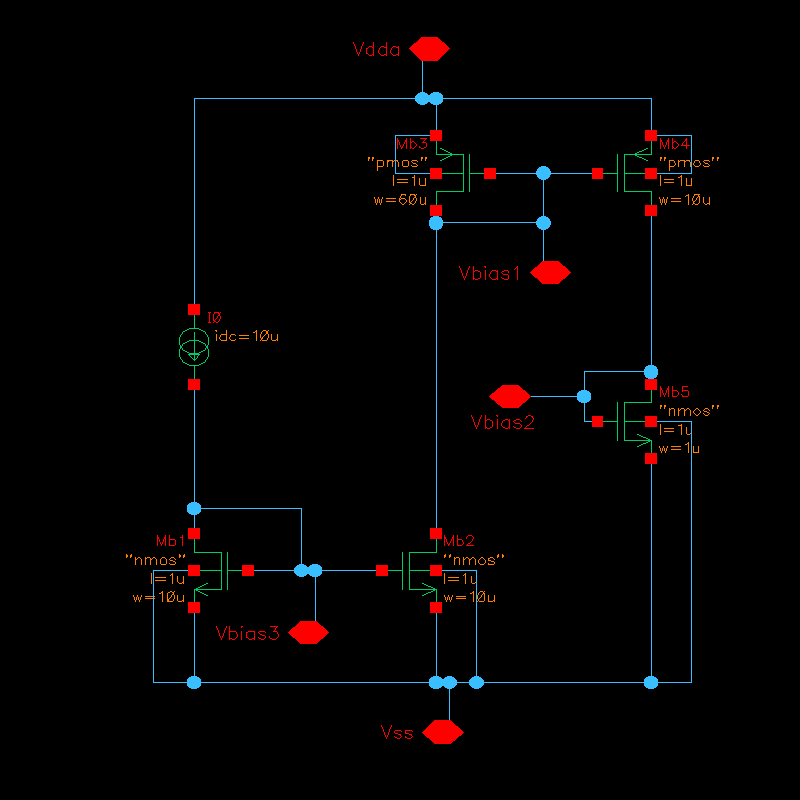 Vdda
Mb3
"pmos"
l=1u
w=60u
Mb4
"pmos"
l=1u
w=10u
Vbias1
I0
idc=10u
Vbias2
Mb5
"nmos"
l=1u
w=1u
Mb1
"nmos"
l=1u
w=10u
Mb2
"nmos"
l=1u
w=10u
Vbias3
Vss